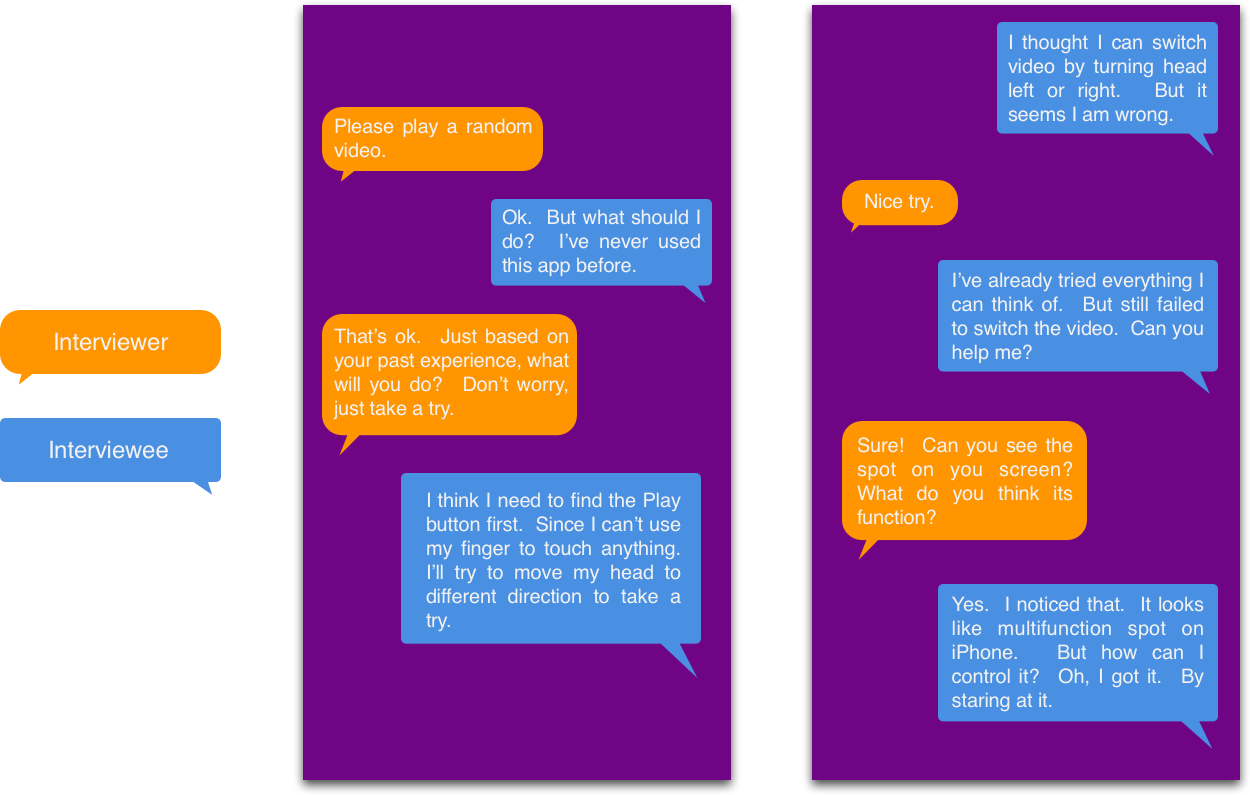 Interviewer
Interviewee
Please play a random
video.
Ok. But what should I
do? I've never used
this app before.
That's ok. Just based on
your past experience, what
will you do? Don't worry,
just take a try.
I think I need to find the Play
button first. Since I can't use
my finger to touch anything.
I'll try to move my head to
different direction to take a
try.
I thought I can switch
video by turning head
left or right. But it
seems I am wrong.
Nice try.
I've already tried everything I
can think of. But still failed
to switch the video. Can you
help me?
Sure! Can you see the
spot on you screen?
What do you think its
function?
Yes. I noticed that. It looks
like multifunction spot on
iPhone. But how can I
control it? Oh, I got it. By
staring at it.